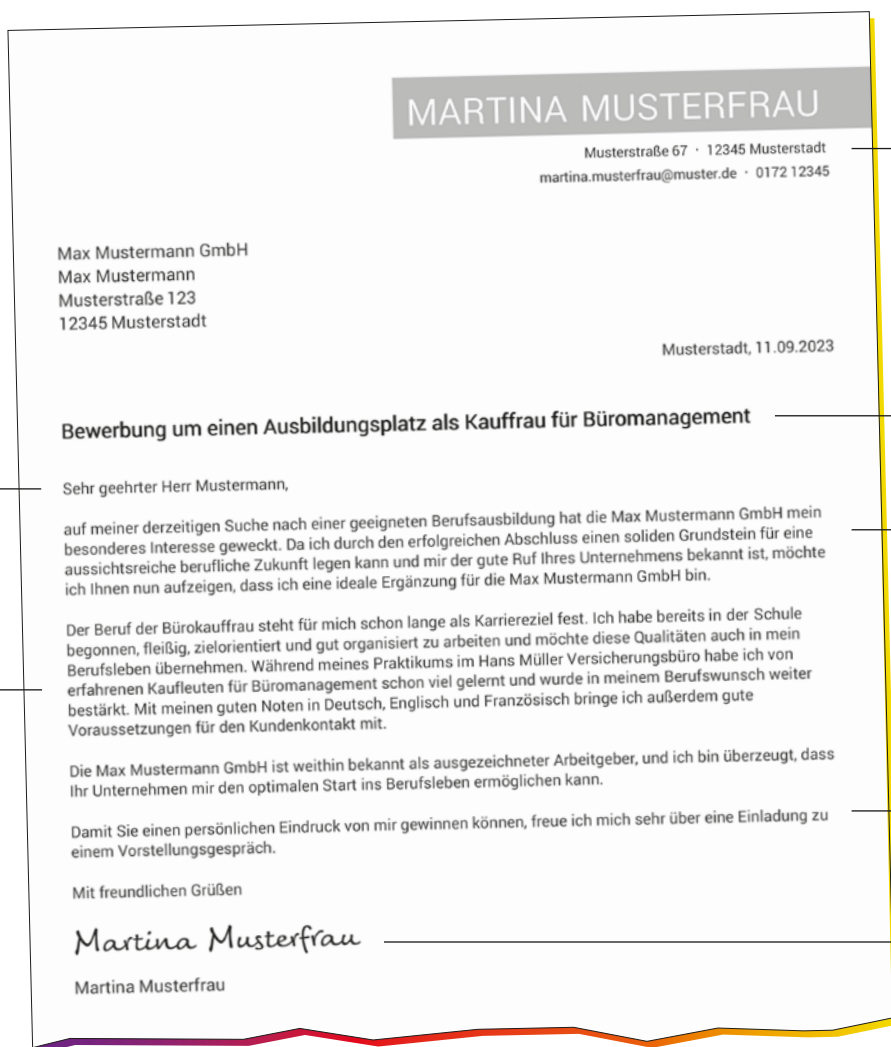 MARTINA MUSTERFRAU
Musterstraße 67 · 12345 Musterstadt
martina.musterfrau@muster.de · 0172 12345
Max Mustermann GmbH
Max Mustermann
Musterstraße 123
12345 Musterstadt
Musterstadt, 11.09.2023
Bewerbung um einen Ausbildungsplatz als Kauffrau für Büromanagement
Sehr geehrter Herr Mustermann,
auf meiner derzeitigen Suche nach einer geeigneten Berufsausbildung hat die Max Mustermann GmbH mein
besonderes Interesse geweckt. Da ich durch den erfolgreichen Abschluss einen soliden Grundstein für eine
aussichtsreiche berufliche Zukunft legen kann und mir der gute Ruf Ihres Unternehmens bekannt ist, möchte
ich Ihnen nun aufzeigen, dass ich eine ideale Ergänzung für die Max Mustermann GmbH bin.
Der Beruf der Bürokauffrau steht für mich schon lange als Karriereziel fest. Ich habe bereits in der Schule
begonnen, fleißig, zielorientiert und gut organisiert zu arbeiten und möchte diese Qualitäten auch in mein
Berufsleben übernehmen. Während meines Praktikums im Hans Müller Versicherungsbüro habe ich von
erfahrenen Kaufleuten für Büromanagement schon viel gelernt und wurde in meinem Berufswunsch weiter
bestärkt. Mit meinen guten Noten in Deutsch, Englisch und Französisch bringe ich außerdem gute
Voraussetzungen für den Kundenkontakt mit.
Die Max Mustermann GmbH ist weithin bekannt als ausgezeichneter Arbeitgeber, und ich bin überzeugt, dass
Ihr Unternehmen mir den optimalen Start ins Berufsleben ermöglichen kann.
Damit Sie einen persönlichen Eindruck von mir gewinnen können, freue ich mich sehr über eine Einladung zu
einem Vorstellungsgespräch.
Mit freundlichen Grüßen
Martina Musterfrau
Martina Musterfrau